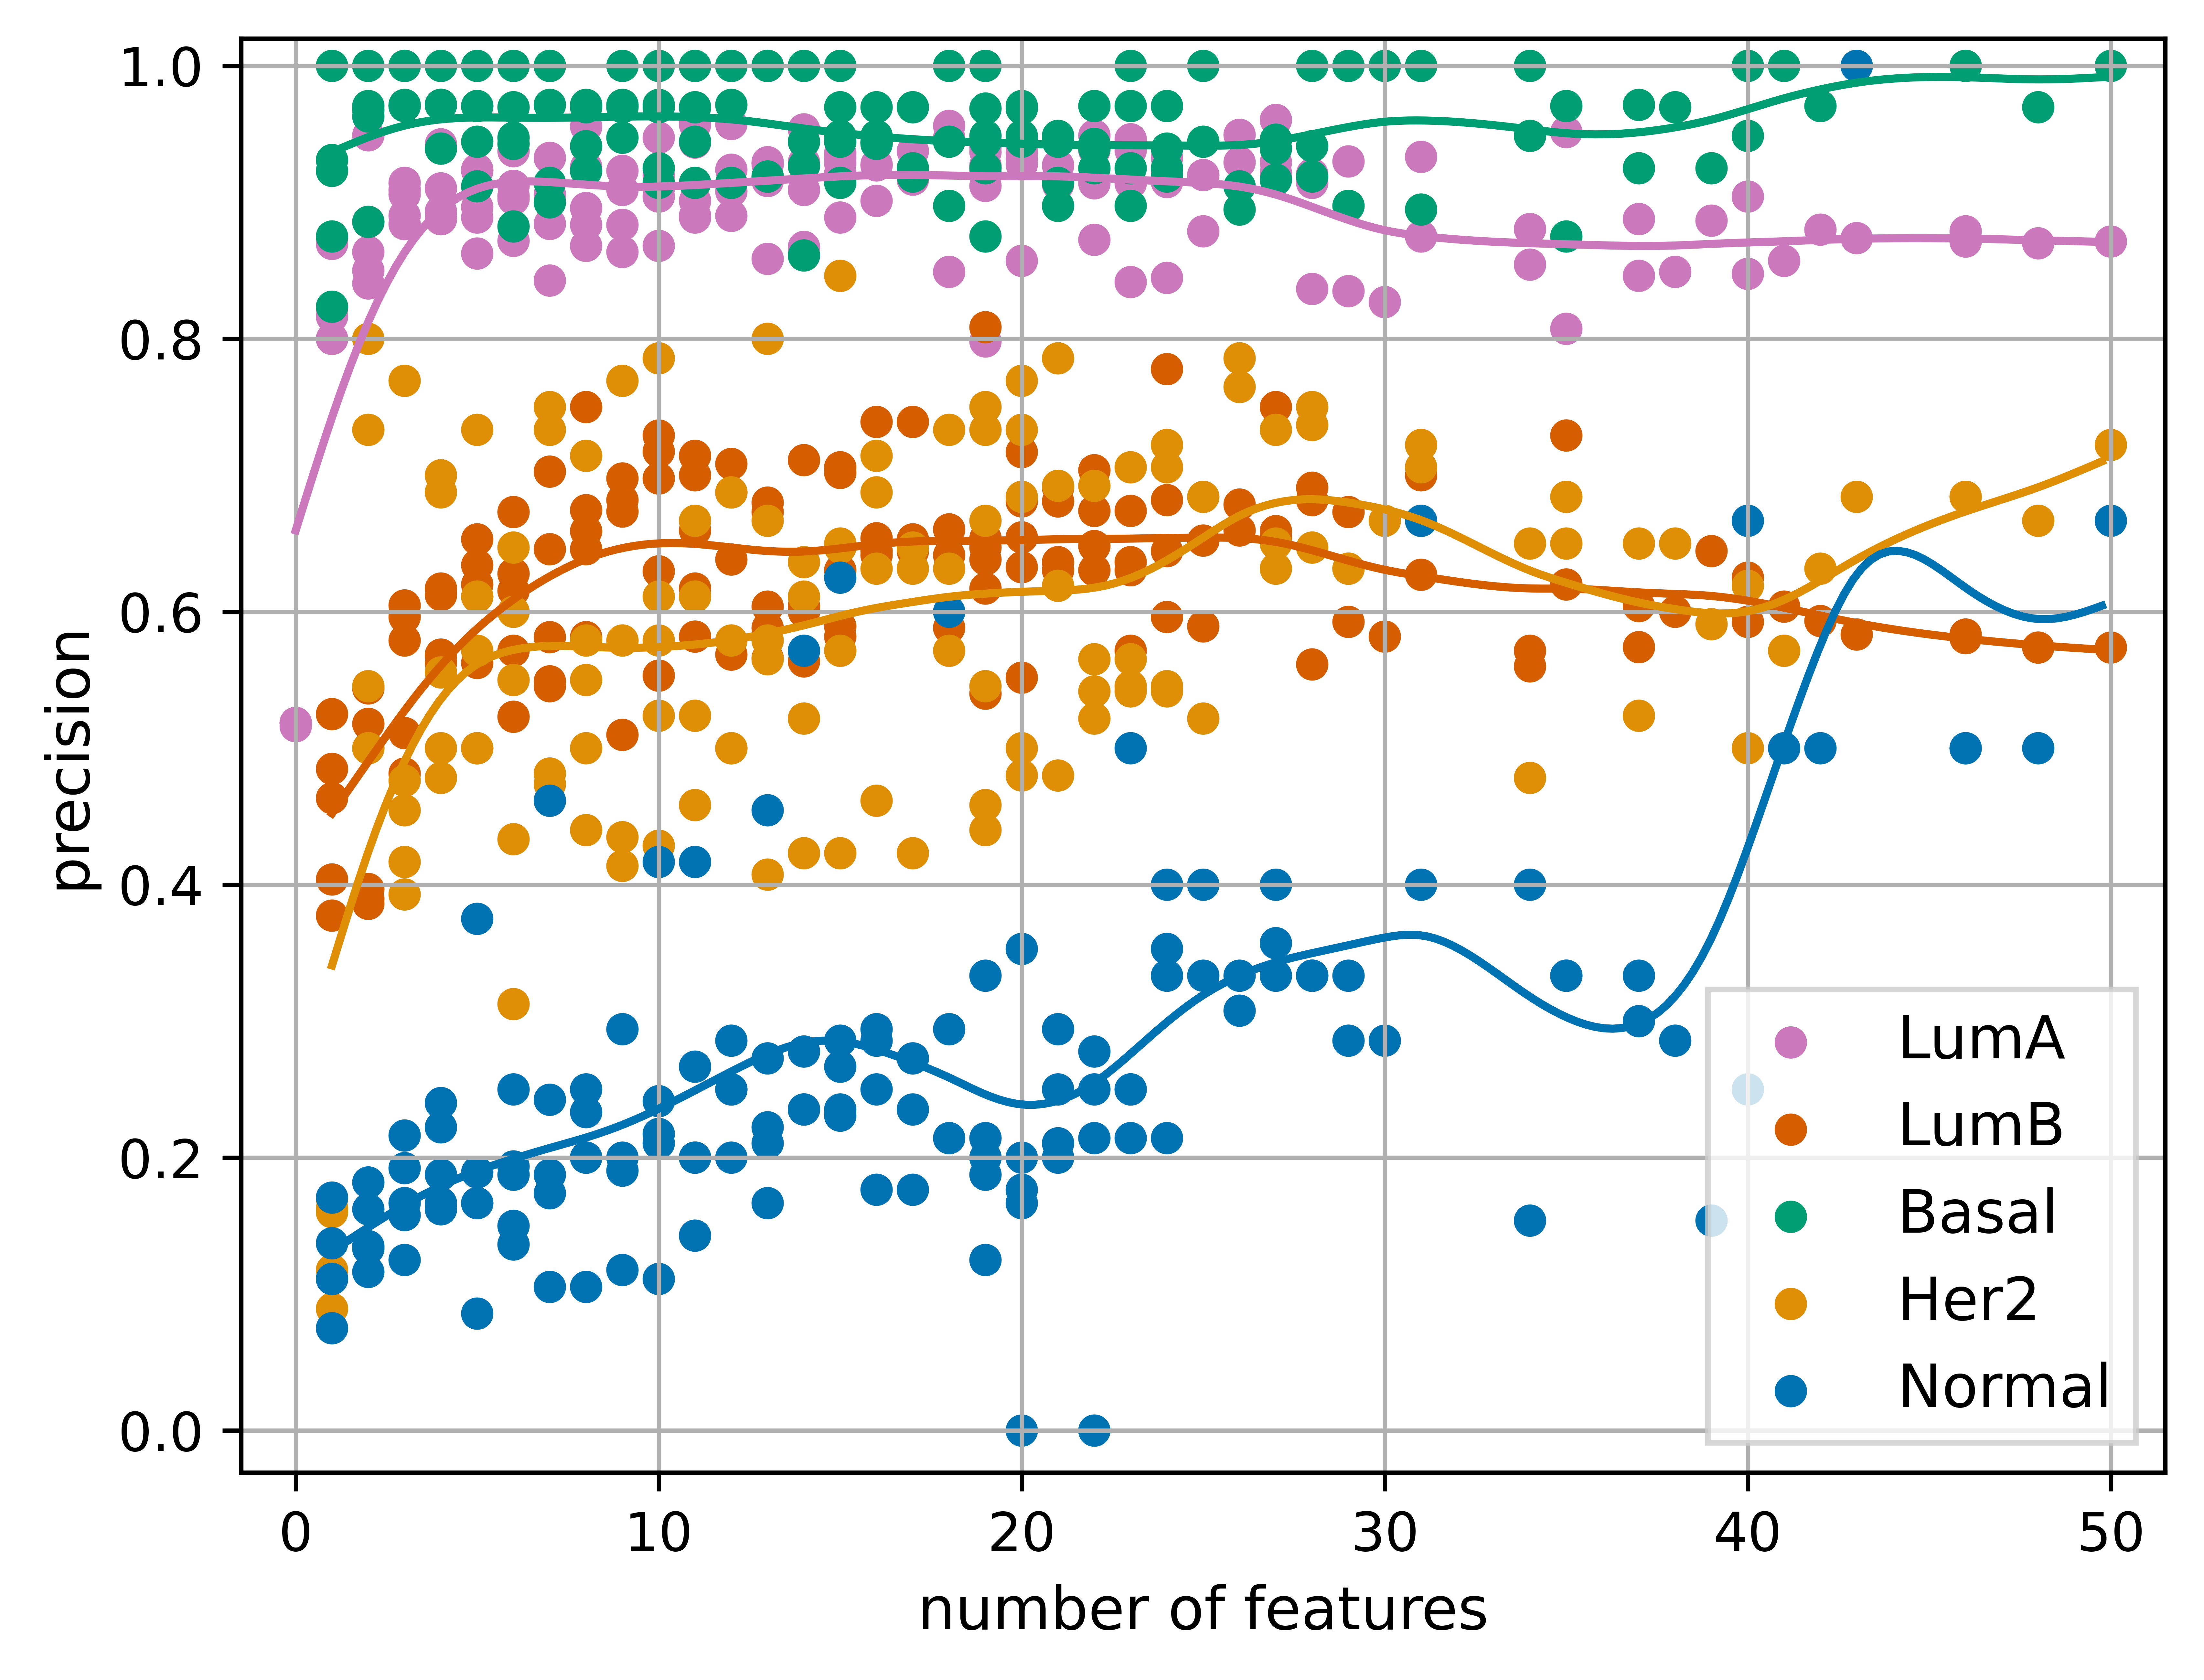 1.0
0.8
0.6
0.4
0.2
0.0
precision
0 10 20 30 40 50
number of features
LumA
LumB
Basal
Her2
Normal